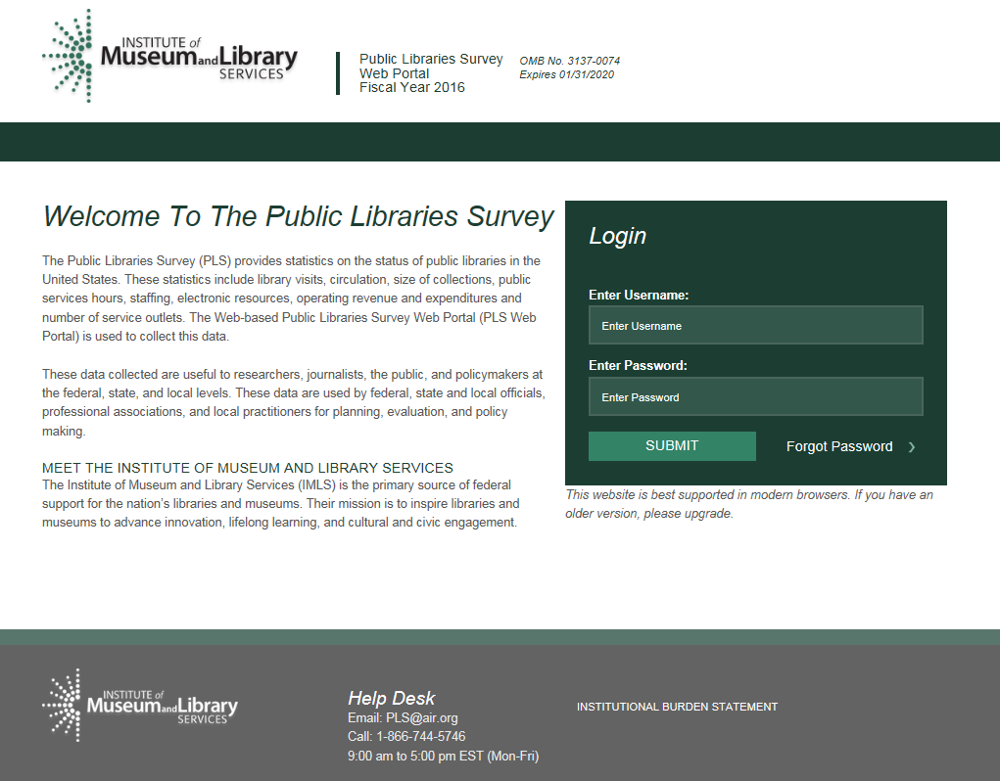 INSTITUTE of
Museum and Library
SERVICES
Public Libraries Survey
Web Portal
Fiscal Year 2016
OMB No. 3137-0074
Expires 01/31/2020
Welcome To The Public Libraries Survey
The Public Libraries Survey (PLS) provides statistics on the status of public libraries in the
United States. These statistics include library visits, circulation, size of collections, public
services hours, staffing, electronic resources, operating revenue and expenditures and
number of service outlets. The Web-based Public Libraries Survey Web Portal (PLS Web
Portal) is used to collect this data.
These data collected are useful to researchers, journalists, the public, and policymakers at
the federal, state, and local levels. These data are used by federal, state and local officials,
professional associations, and local practitioners for planning, evaluation, and policy
making.
MEET THE INSTITUTE OF MUSEUM AND LIBRARY SERVICES
The Institute of Museum and Library Services (IMLS) is the primary source of federal
support for the nation’s libraries and museums. Their mission is to inspire libraries and
museums to advance innovation, lifelong learning, and cultural and civic engagement.
Login
Enter Username:
Enter Username
Enter Password:
Enter Password
SUBMIT
Forgot Password
This website is best supported in modern browsers. If you have an
older version, please upgrade.
INSTITUTE of
Museum and Library
SERVICES
Help Desk
Email: PLS@air.org
Call: 1-866-744-5746
9:00 am to 5:00 pm EST (Mon-Fri)
INSTITUTIONAL BURDEN STATEMENT